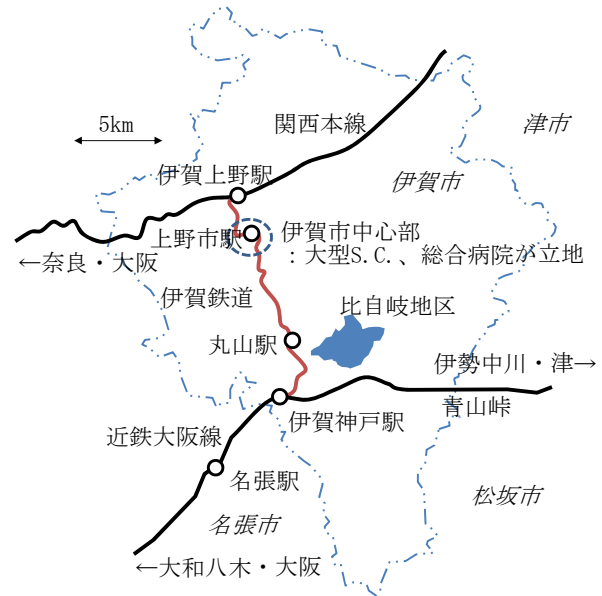 5km
関西本線
津市
伊賀上野駅
伊賀市
上野市駅
伊賀市中心部
：大型S.C.、総合病院が立地
←奈良・大阪
伊賀鉄道
比自岐地区
丸山駅
伊勢中川・津→
青山峠
伊賀神戸駅
近鉄大阪線
名張駅
松坂市
名張市
←大和八木・大阪